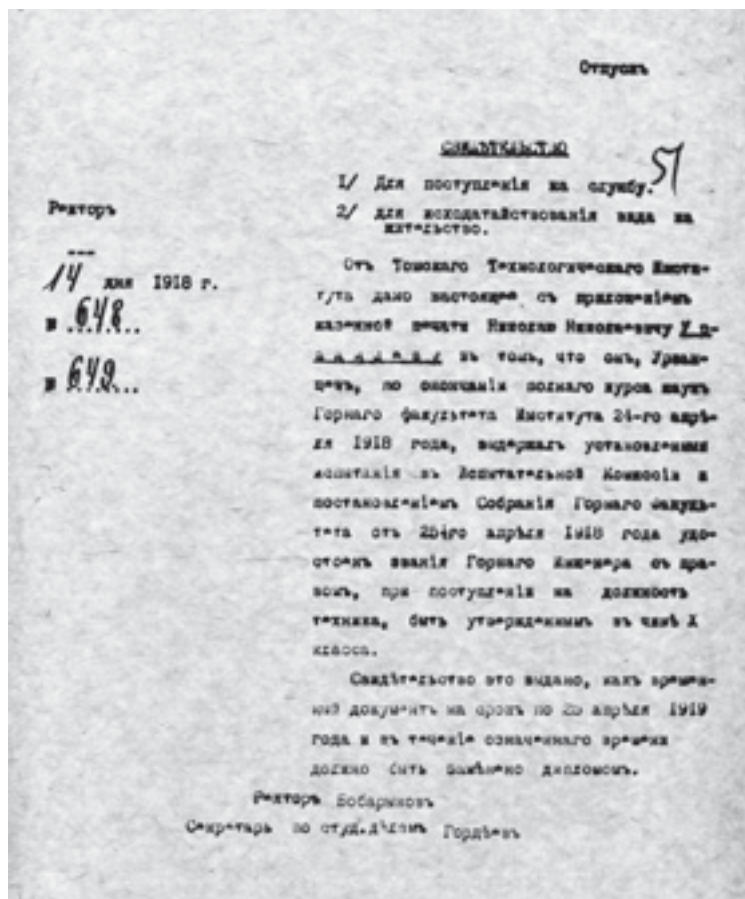 Отпускъ
СВИДѢТЕЛЬСТВО
51
1/ Для поступленія на службу.
2/ для исходатайствованія вида на
жительство.
Ректоръ
14 дня 1918 г.
№ 648
№ 649
Отъ Томскаго Технологическаго Инсти-
тута дано настоящее съ приложеніемъ
казенной печати Николаю Николаевичу У р-
в а н ц е в у въ томъ, что онъ, Урван-
цевъ, по окончаніи полнаго курса наукъ
Горнаго факультета Института 24-го апрѣ-
ля 1918 года, выдержалъ установленныя
испытанія въ Испытательной Комиссіи и
постановленіемъ Собранія Горнаго Факуль-
тета отъ 25-го апрѣля 1918 года удо-
стоенъ званія Горнаго Инженера съ пра-
вомъ, при поступленіи на должность
техника, быть утвержденнымъ въ чинѣ X
класса.
Свидѣтельство это выдано, какъ времен-
ный документъ на срокъ по 25 апрѣля 1919
года и въ теченіе означеннаго времени
должно быть замѣнено дипломомъ.
Ректоръ Бобарыковъ
Секретарь по студ.дѣламъ Гордѣевъ